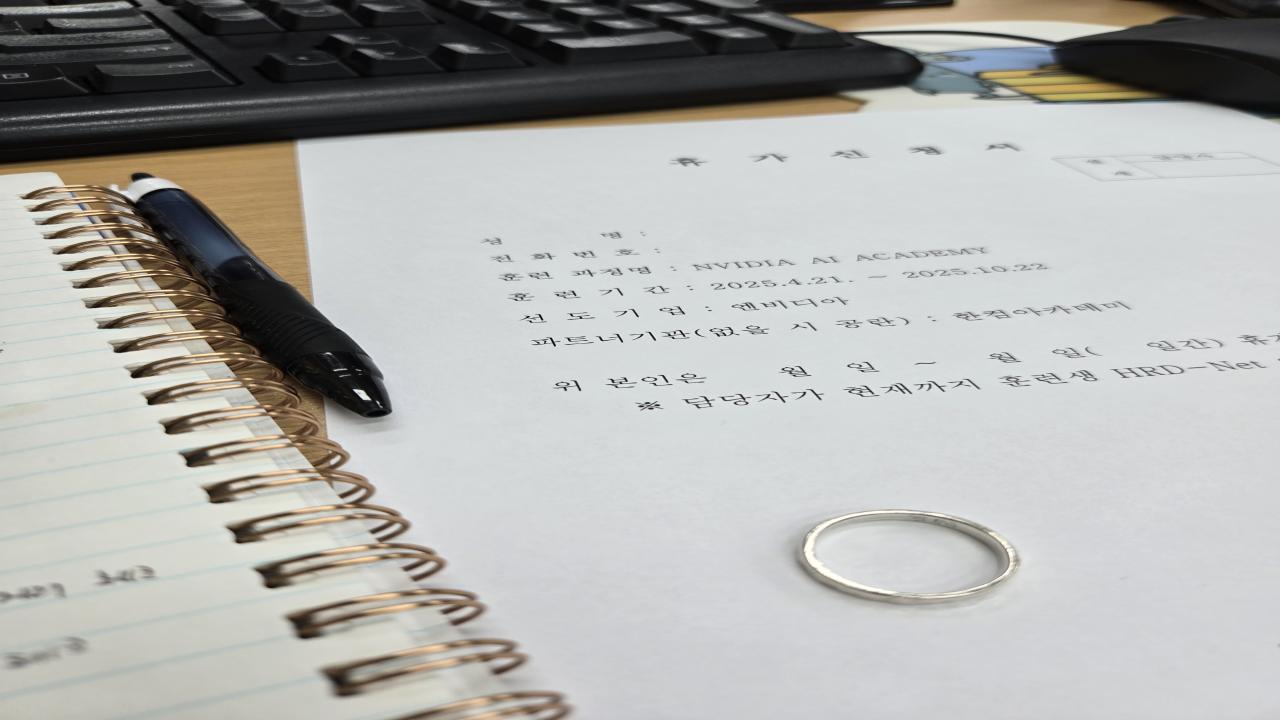 휴 가 신 청 서
성 명 :
전 화 번 호 :
훈련 과정명 : NVIDIA AI ACADEMY
훈 련 기 간 : 2025.4.21. ~ 2025.10.22
선 도 기 업 : 엔비디아
파트너기관(없을 시 공란) : 한컴아카데미
위 본인은 월 일 ~ 월 일( 일간) 휴가
※ 담당자가 현재까지 훈련생 HRD-Net